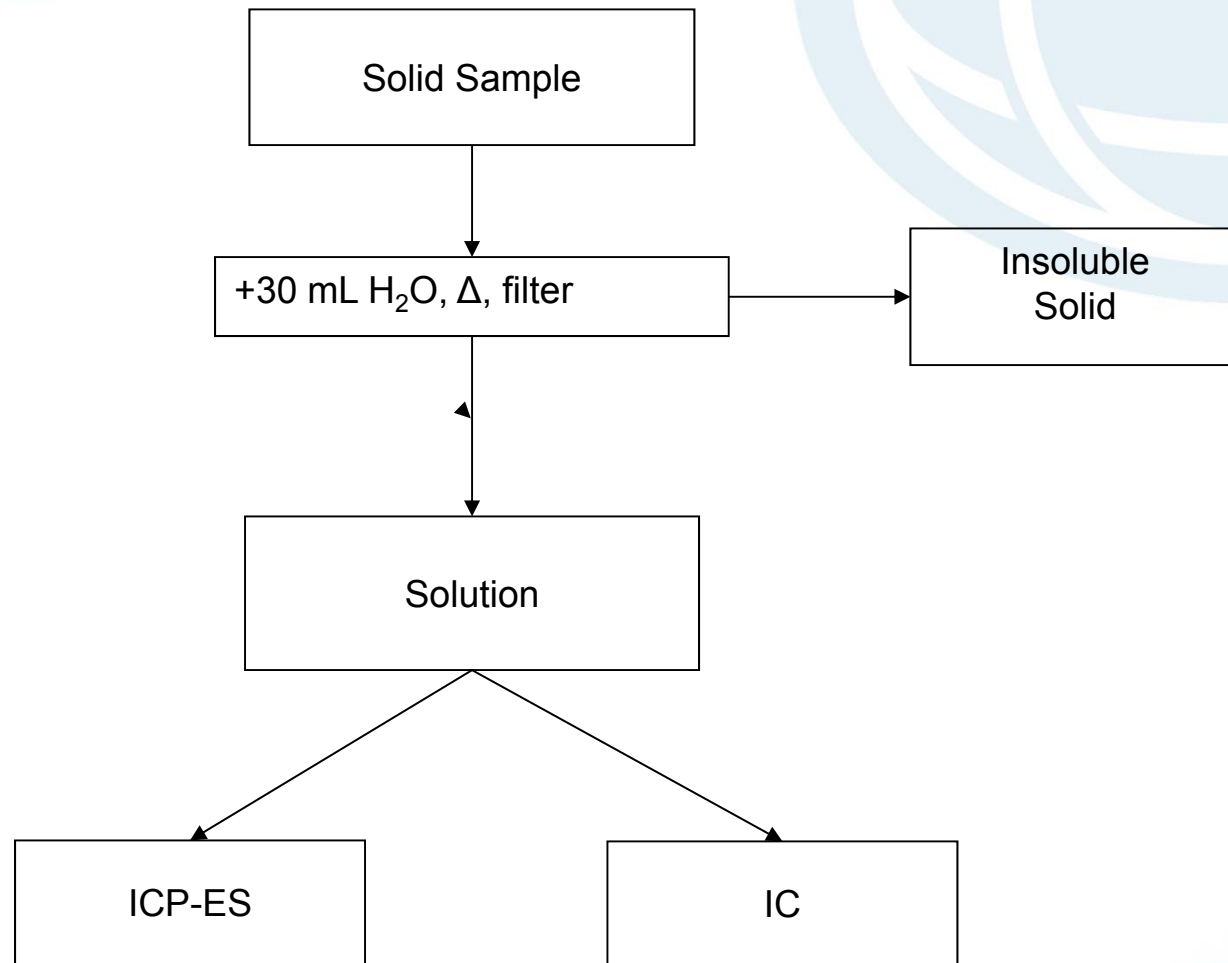 Solid Sample
+30 mL H₂O, Δ, filter
Insoluble
Solid
Solution
ICP-ES
IC